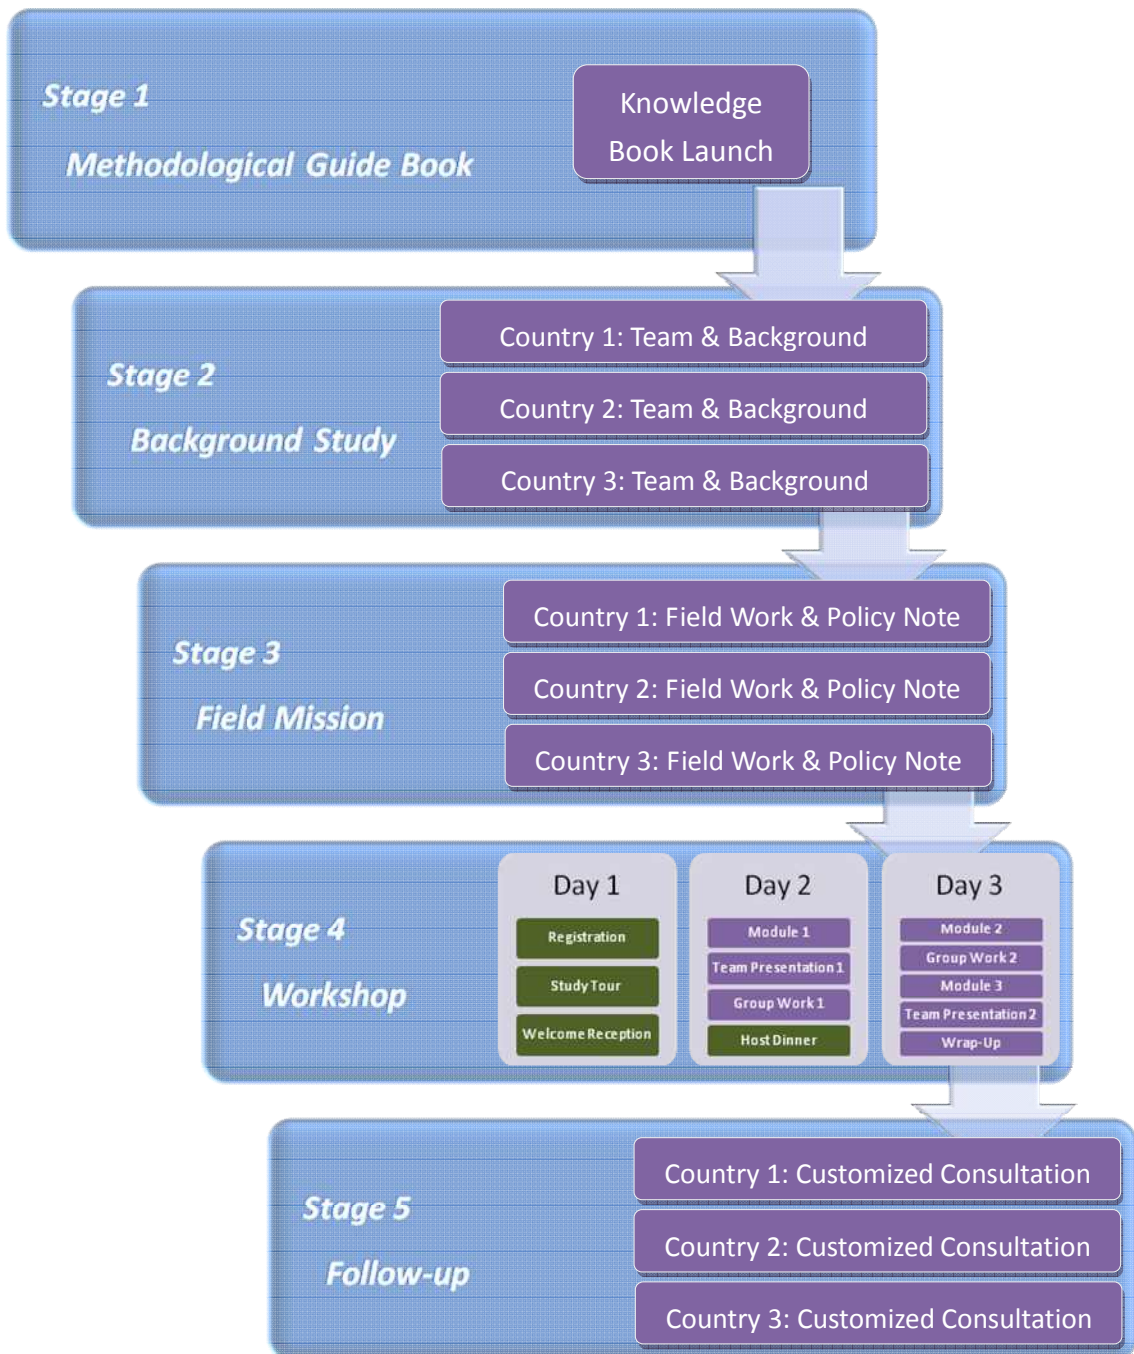 Stage 1
Methodological Guide Book
Knowledge
Book Launch
Stage 2
Background Study
Country 1: Team & Background
Country 2: Team & Background
Country 3: Team & Background
Stage 3
Field Mission
Country 1: Field Work & Policy Note
Country 2: Field Work & Policy Note
Country 3: Field Work & Policy Note
Stage 4
Workshop
Day 1
Registration
Study Tour
Welcome Reception
Day 2
Module 1
Team Presentation 1
Group Work 1
Host Dinner
Day 3
Module 2
Group Work 2
Module 3
Team Presentation 2
Wrap-Up
Stage 5
Follow-up
Country 1: Customized Consultation
Country 2: Customized Consultation
Country 3: Customized Consultation